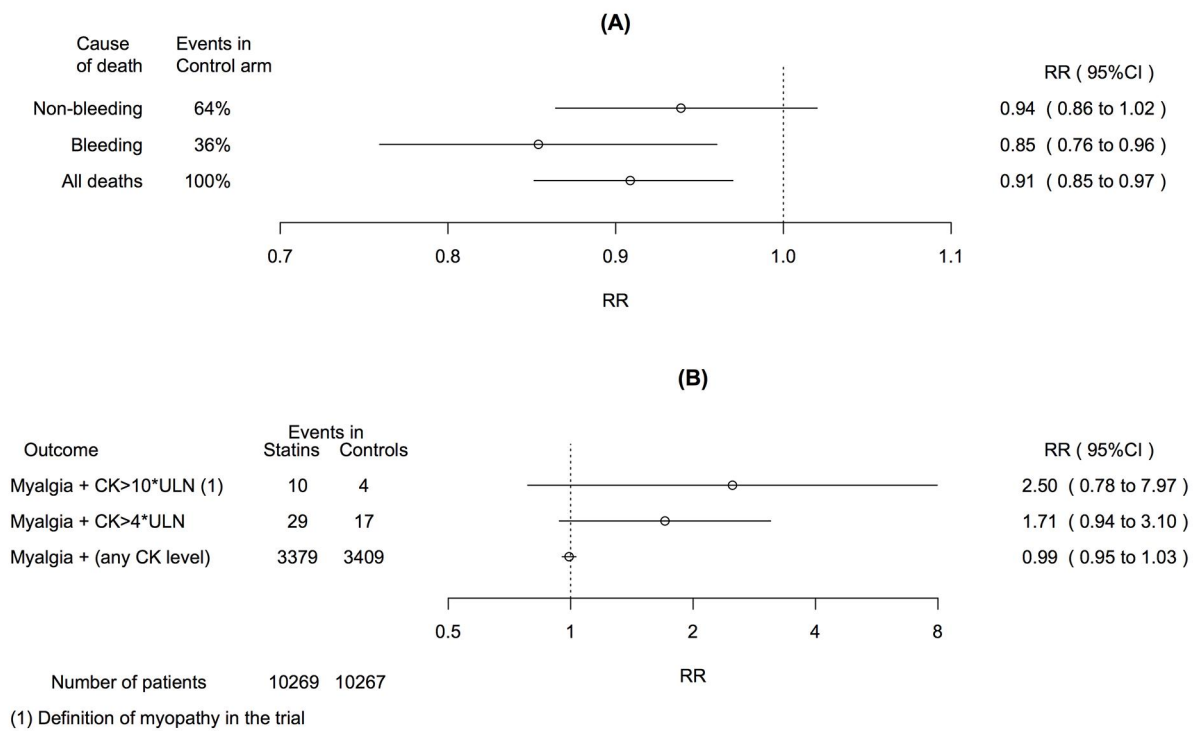 (A)
Cause of death Events in Control arm RR ( 95%CI )
Non-bleeding 64% 0.94 ( 0.86 to 1.02 )
Bleeding 36% 0.85 ( 0.76 to 0.96 )
All deaths 100% 0.91 ( 0.85 to 0.97 )
0.7 0.8 0.9 1.0 1.1
RR
(B)
Events in
Outcome Statins Controls RR ( 95%CI )
Myalgia + CK>10*ULN (1) 10 4 2.50 ( 0.78 to 7.97 )
Myalgia + CK>4*ULN 29 17 1.71 ( 0.94 to 3.10 )
Myalgia + (any CK level) 3379 3409 0.99 ( 0.95 to 1.03 )
0.5 1 2 4 8
RR
Number of patients 10269 10267
(1) Definition of myopathy in the trial